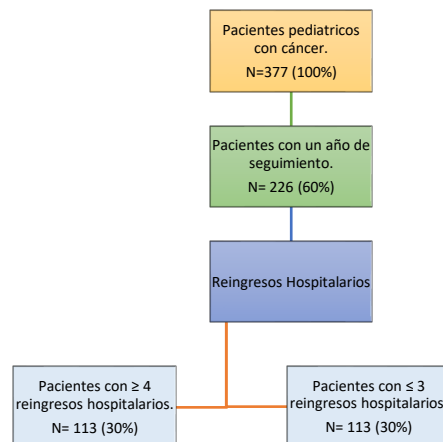 Pacientes pediatricos
con cáncer.
N=377 (100%)
Pacientes con un año de
seguimiento.
N= 226 (60%)
Reingresos Hospitalarios
Pacientes con ≥ 4
reingresos hospitalarios.
N= 113 (30%)
Pacientes con ≤ 3
reingresos hospitalarios
N= 113 (30%)